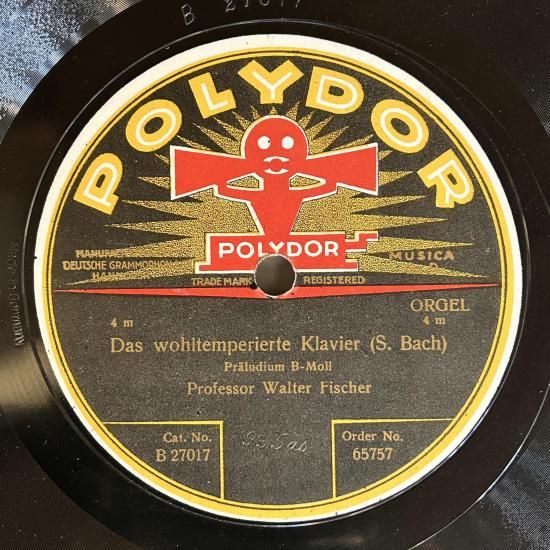 B 27017
POLYDOR
POLYDOR
DEUTSCHE GRAMMOPHON
MUSICA
TRADE MARK REGISTERED
ORGEL
4 m
4 m
Das wohltemperierte Klavier (S. Bach)
Präludium B-Moll
Professor Walter Fischer
Cat. No.
B 27017
Order No.
65757
Made in Germany